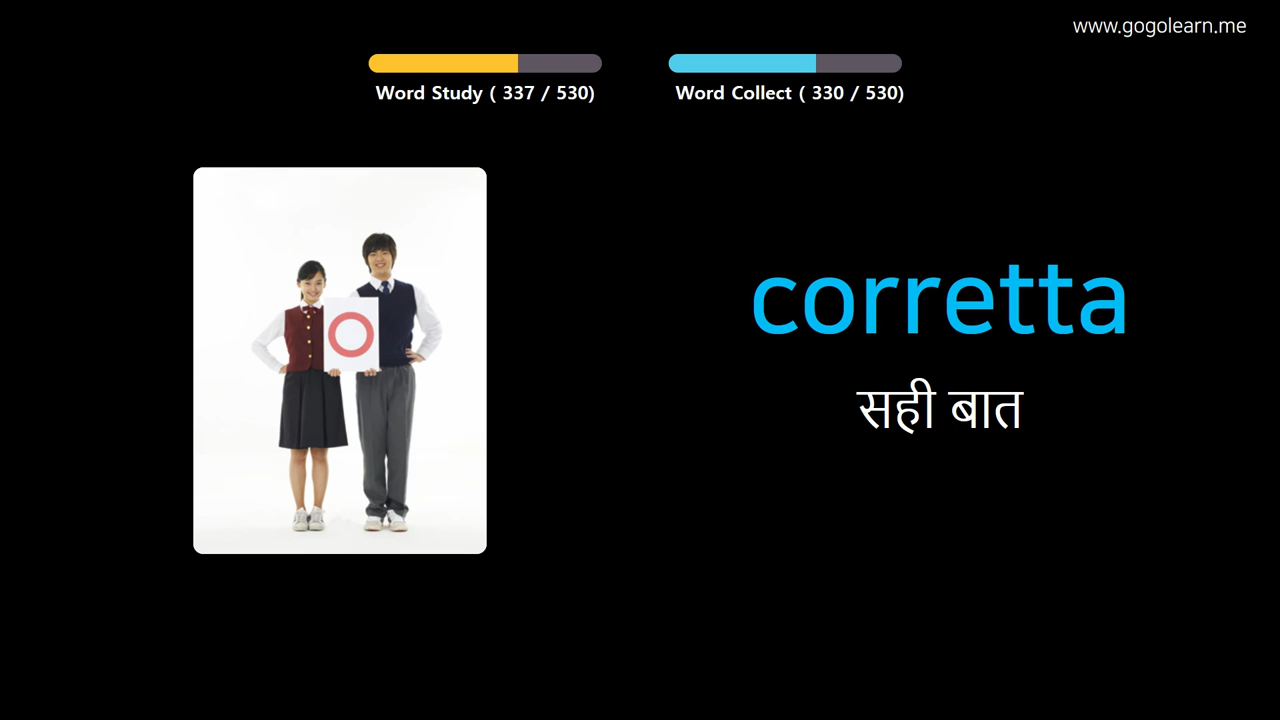 www.gogolearn.me
Word Study ( 337 / 530)
Word Collect ( 330 / 530)
corretta
सही बात